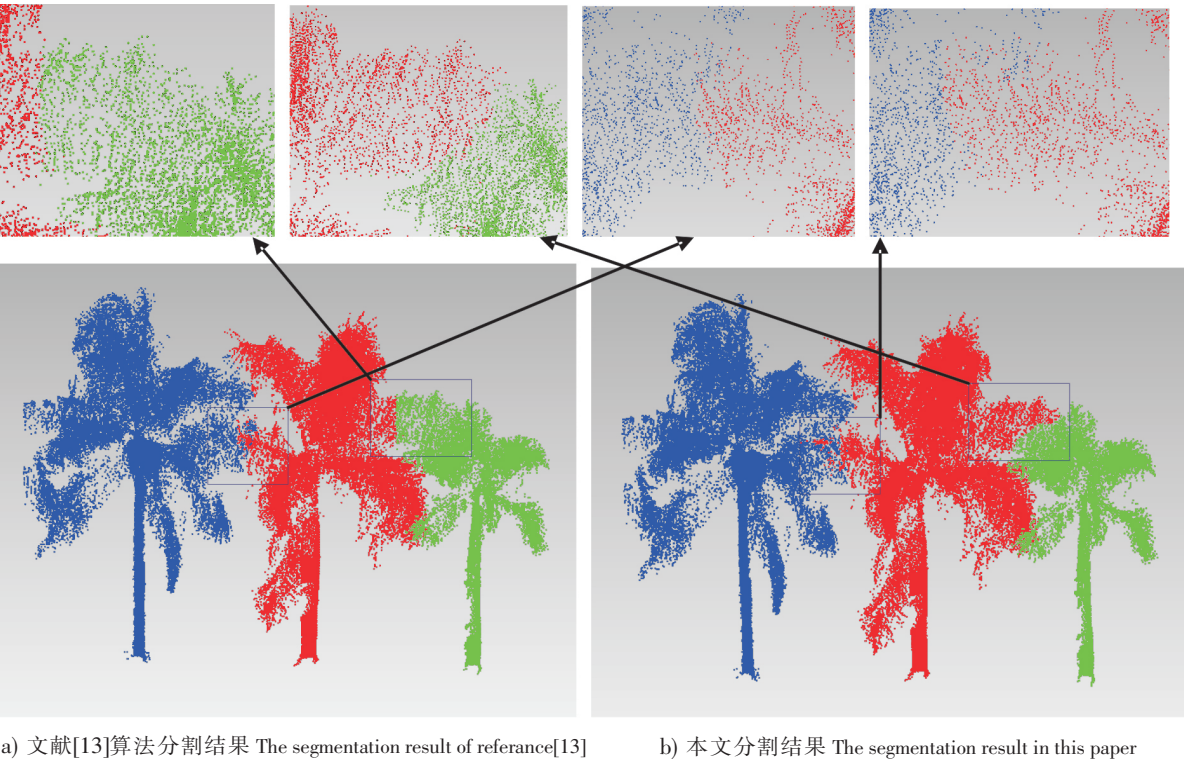 a) 文献[13]算法分割结果 The segmentation result of referance[13]
b) 本文分割结果 The segmentation result in this paper